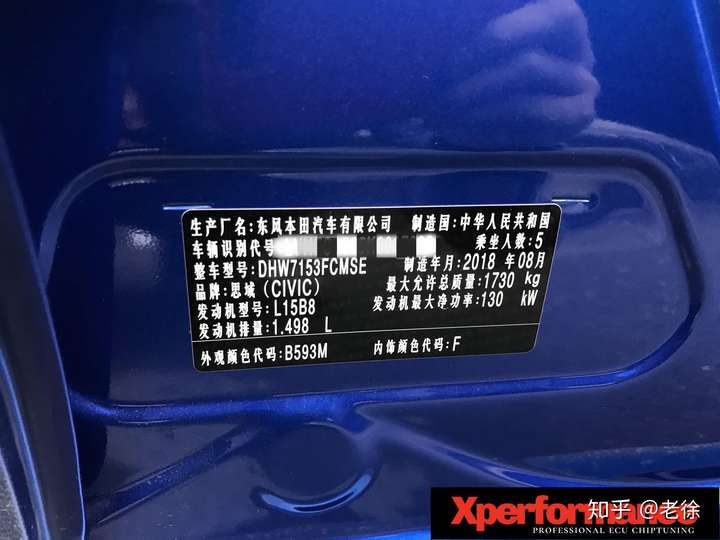 生产厂名:东风本田汽车有限公司 制造国:中华人民共和国
车辆识别代号 乘坐人数:5
整车型号:DHW7153FCMSE 制造年月:2018 年08月
品牌:思域(CIVIC) 最大允许总质量:1730 kg
发动机型号:L15B8 发动机最大净功率:130 kW
发动机排量:1.498 L
外观颜色代码:B593M 内饰颜色代码:F
Xperformance
PROFESSIONAL ECU CHIPTUNING
知乎 @老徐